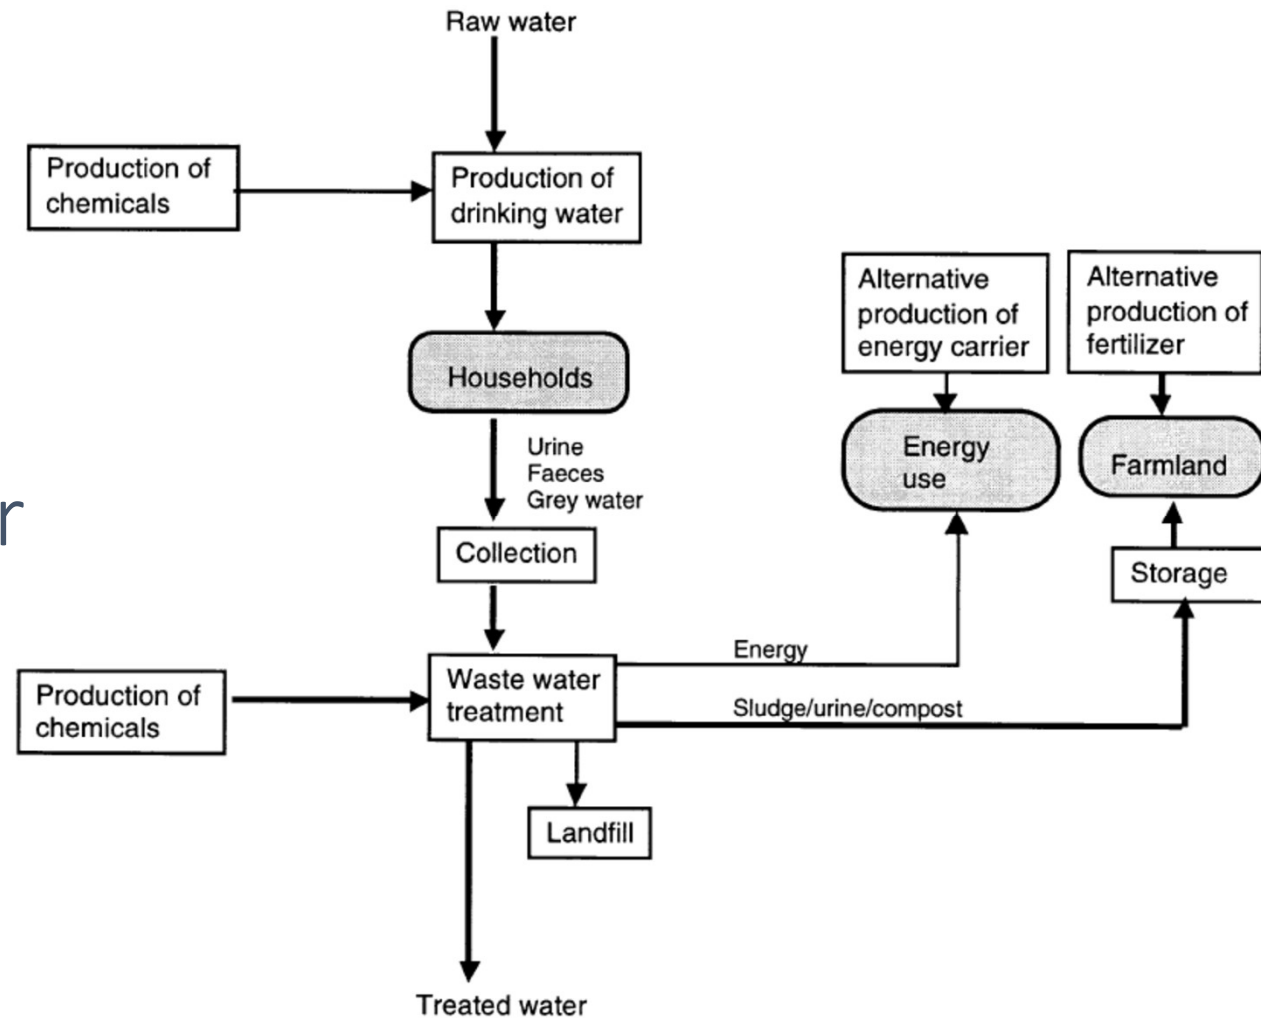 Raw water
Production of
chemicals
Production of
drinking water
Households
Urine
Faeces
Grey water
Collection
Alternative
production of
energy carrier
Alternative
production of
fertilizer
Energy
use
Farmland
Storage
r
Production of
chemicals
Waste water
treatment
Energy
Sludge/urine/compost
Landfill
Treated water